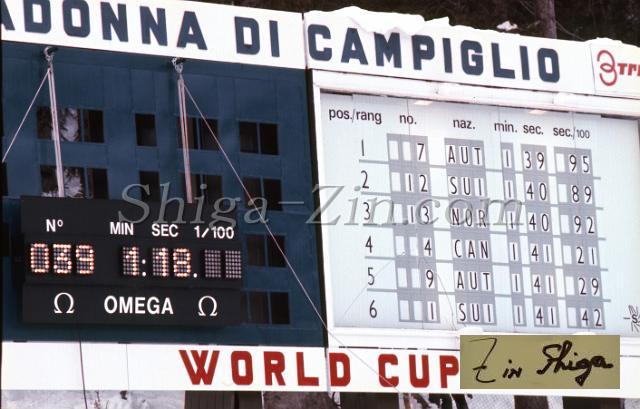 ADONNA DI CAMPIGLIO
3 TRI
pos./rang no. naz. min. sec. sec./100
1 7 AUT 1 39 95
2 12 SUI 1 40 89
3 13 NOR 1 40 92
4 4 CAN 1 41 21
5 9 AUT 1 41 29
6 1 SUI 1 41 42
Nº MIN SEC 1/100
039 1:18.
Ω OMEGA Ω
Shiga-Zin.com
WORLD CUP
Zin Shiga